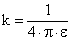 k = 1 / (4 · π · ε)